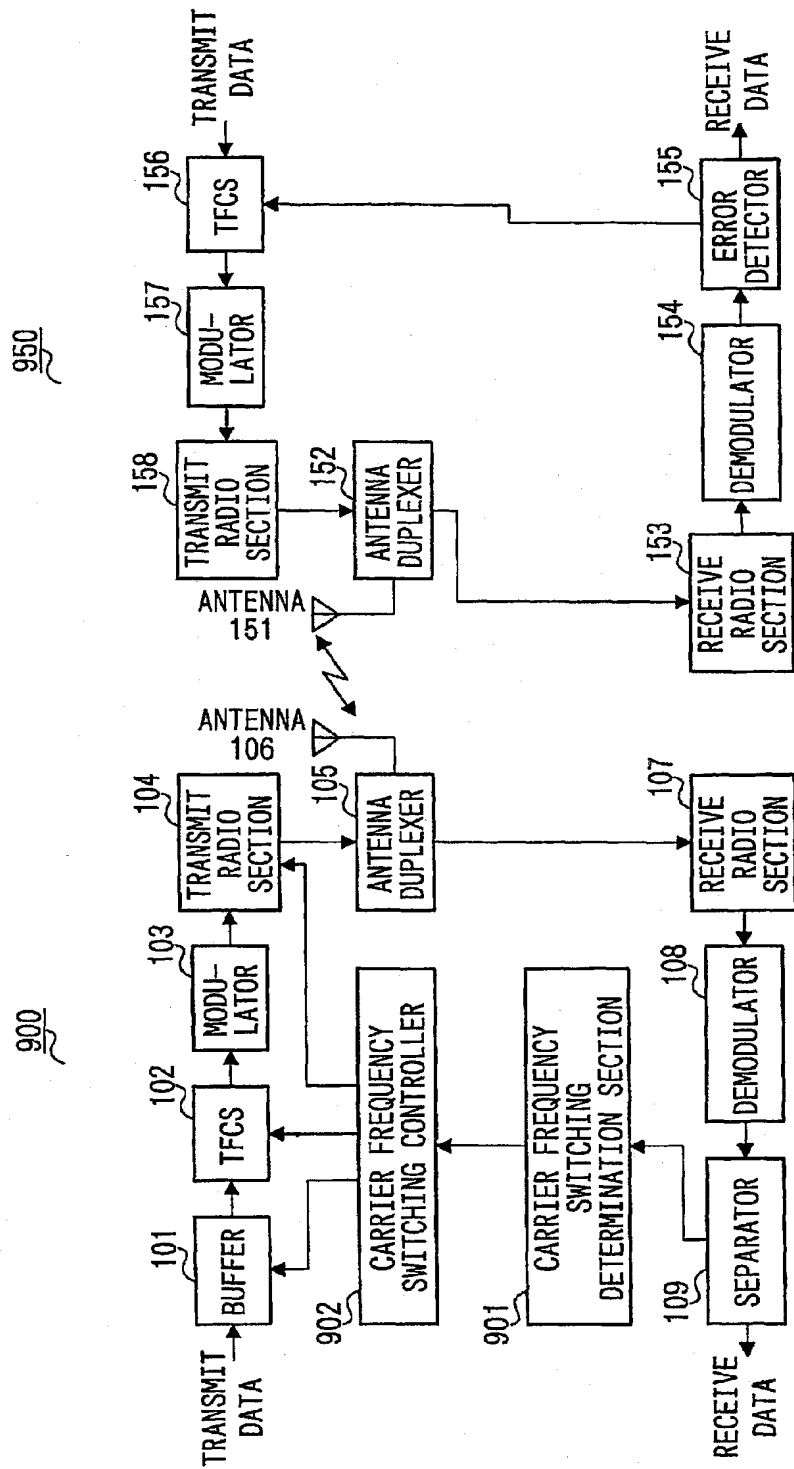 900
TRANSMIT
DATA
101
BUFFER
102
TFCS
103
MODU-
LATOR
104
TRANSMIT
RADIO
SECTION
902
CARRIER FREQUENCY
SWITCHING CONTROLLER
105
ANTENNA
DUPLEXER
ANTENNA
106
901
CARRIER FREQUENCY
SWITCHING
DETERMINATION SECTION
RECEIVE
DATA
109
SEPARATOR
108
DEMODULATOR
107
RECEIVE
RADIO
SECTION
950
ANTENNA
151
158
TRANSMIT
RADIO
SECTION
157
MODU-
LATOR
156
TFCS
TRANSMIT
DATA
152
ANTENNA
DUPLEXER
153
RECEIVE
RADIO
SECTION
154
DEMODULATOR
155
ERROR
DETECTOR
RECEIVE
DATA